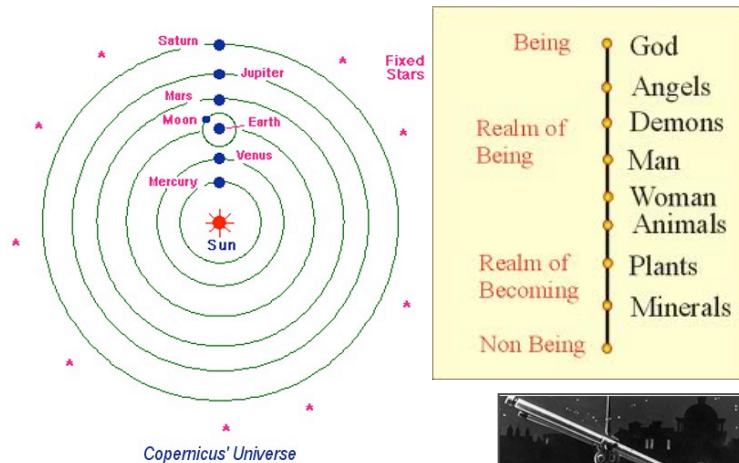 Saturn
Fixed
Stars
Jupiter
Mars
Moon
Earth
Venus
Mercury
Sun
Copernicus' Universe
Being
God
Angels
Demons
Realm of
Being
Man
Woman
Animals
Realm of
Becoming
Plants
Minerals
Non Being